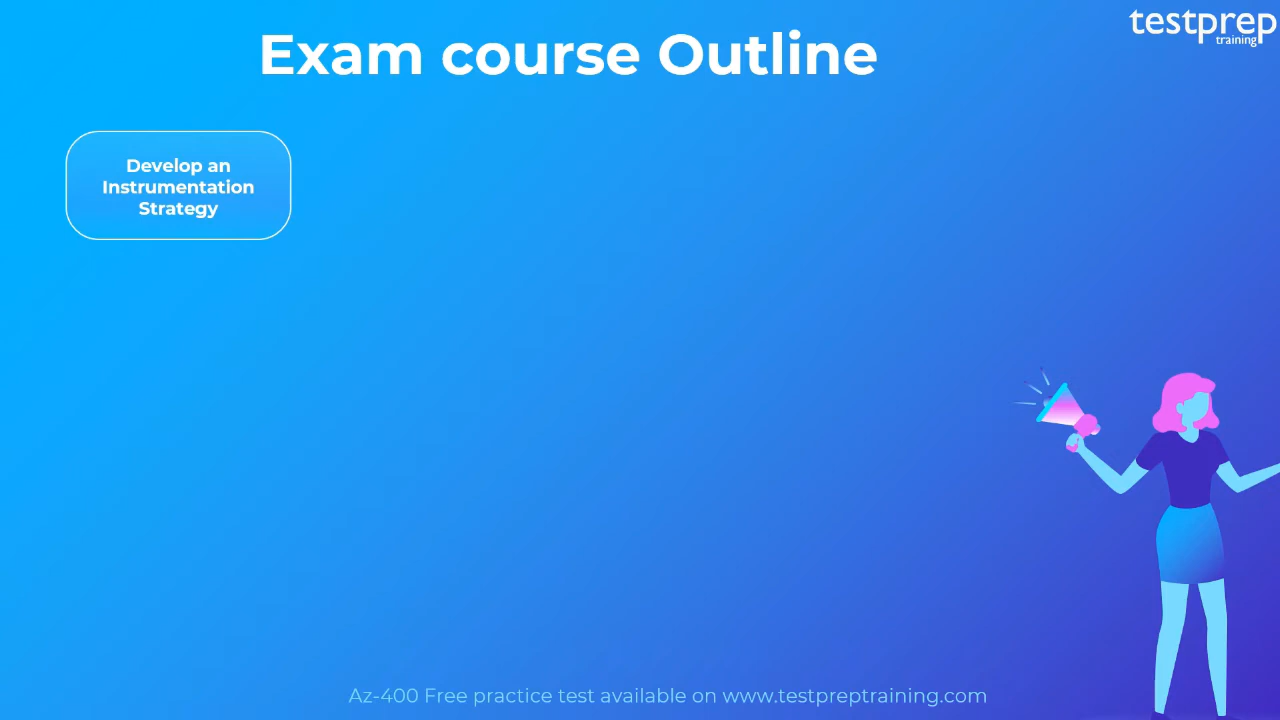 testprep
training
Exam course Outline
Develop an
Instrumentation
Strategy
Az-400 Free practice test available on www.testpreptraining.com